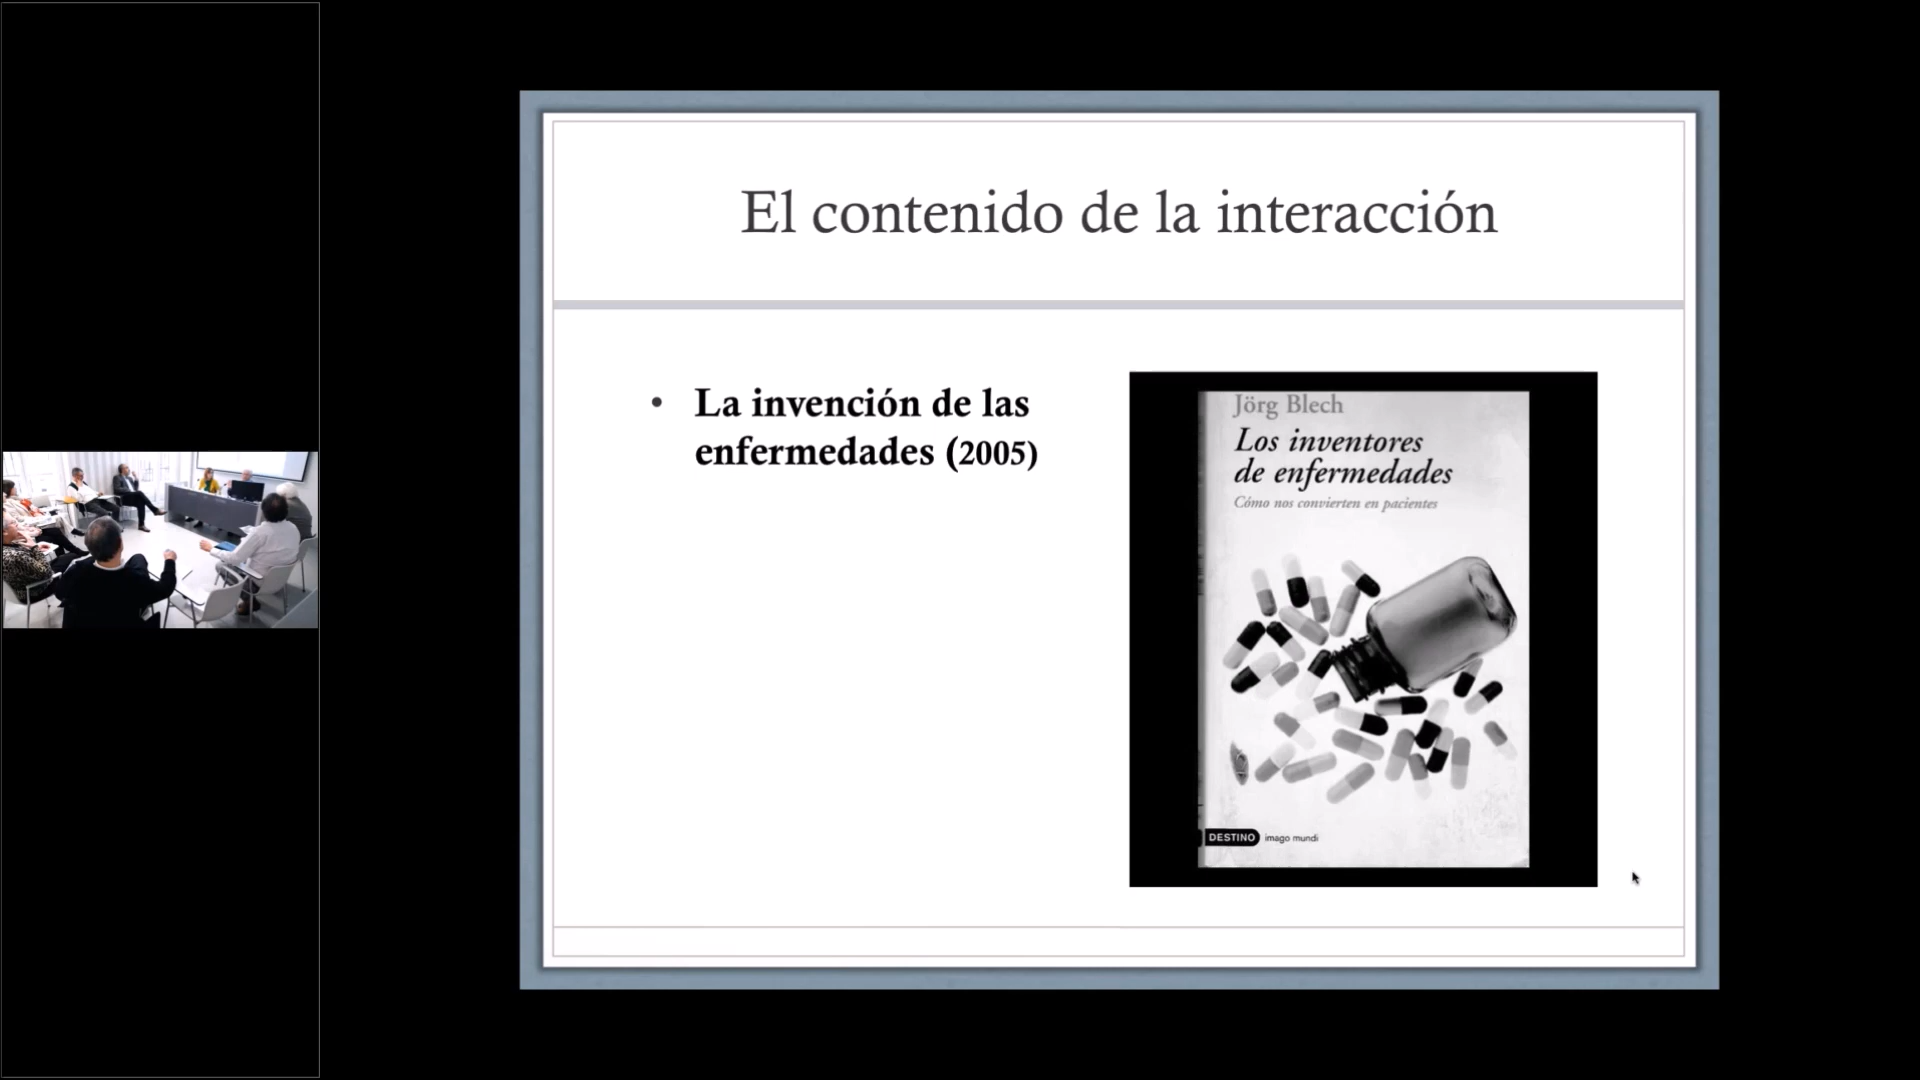 El contenido de la interacción
• La invención de las
enfermedades (2005)
Jörg Blech
Los inventores
de enfermedades
Cómo nos convierten en pacientes
DESTINO imago mundi